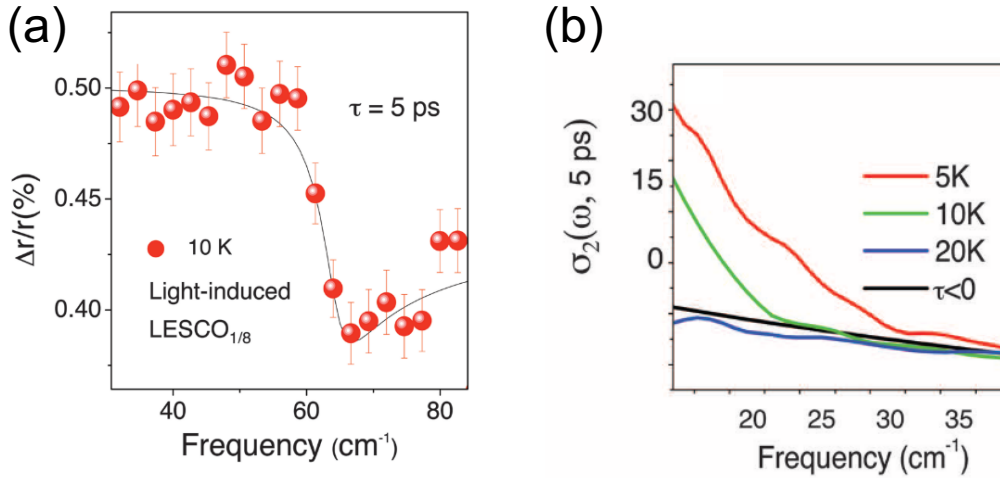 (a)
Δr/r(%)
0.50
0.45
0.40
τ = 5 ps
10 K
Light-induced
LESCO1/8
40
60
80
Frequency (cm-1)
(b)
σ2(ω, 5 ps)
30
15
0
5K
10K
20K
τ<0
20
25
30
35
Frequency (cm-1)